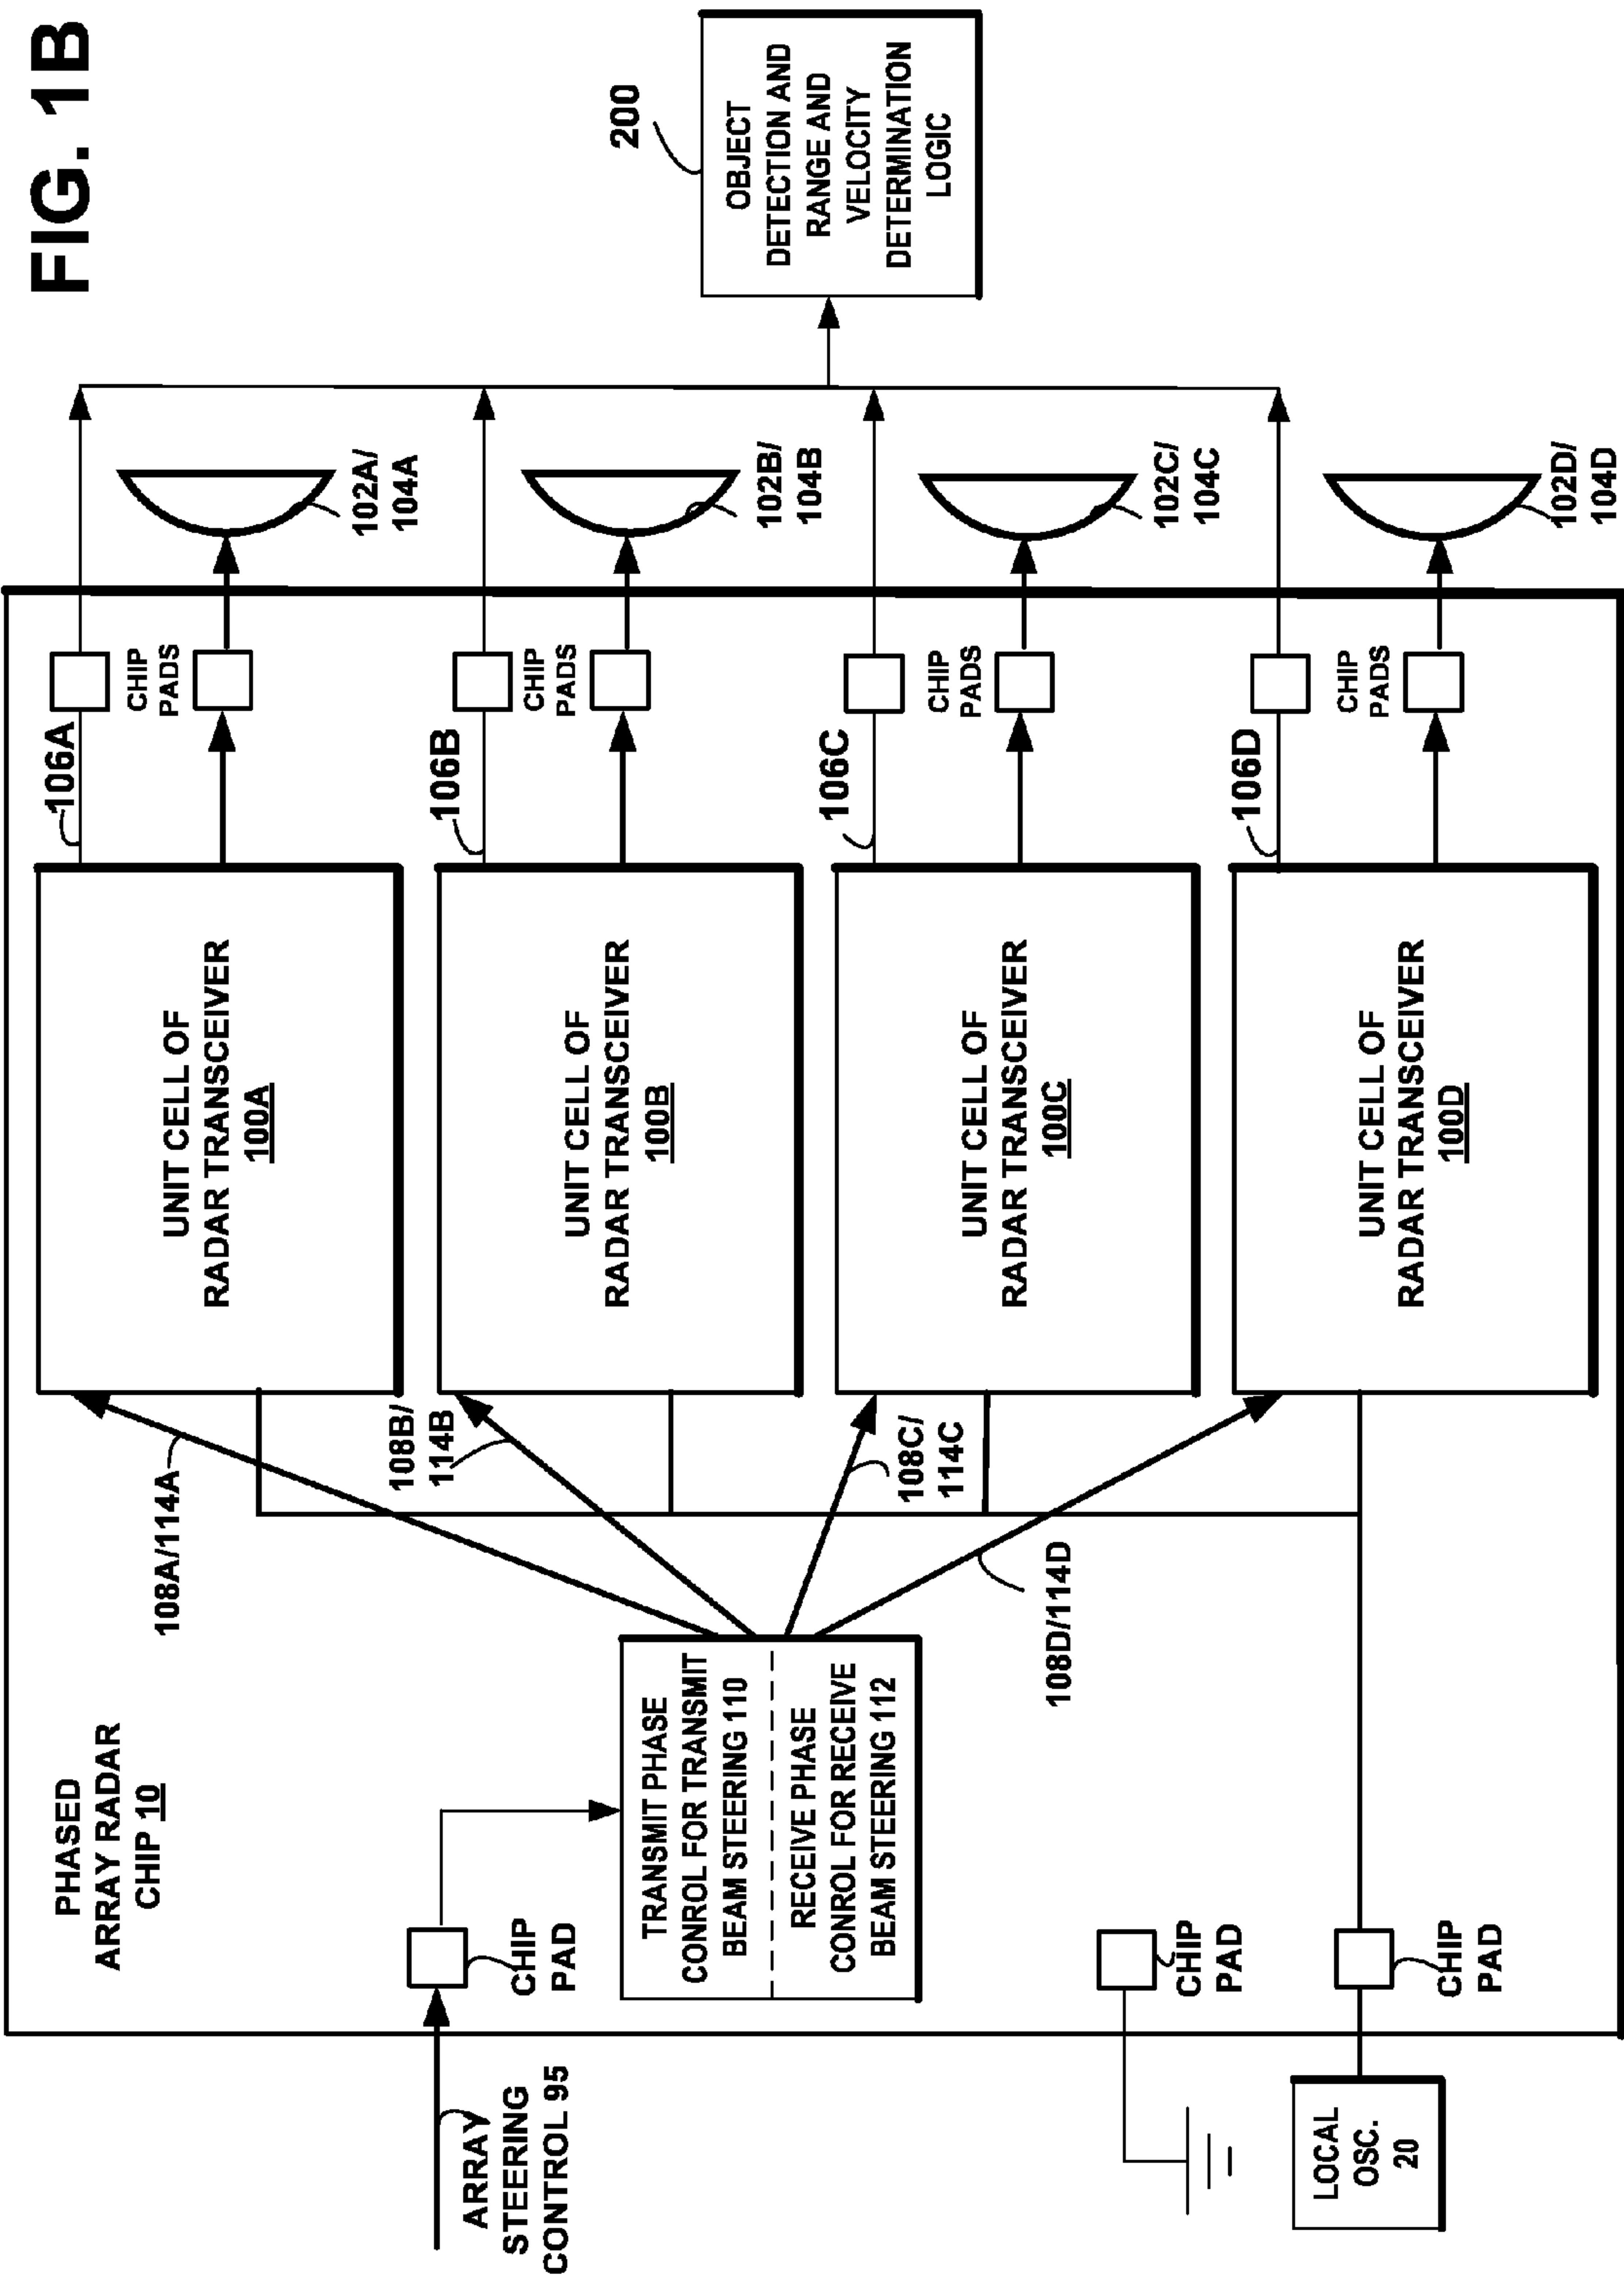 FIG. 1B
PHASED
ARRAY RADAR
CHIP 10
ARRAY
STEERING
CONTROL 95
CHIP
PAD
TRANSMIT PHASE
CONROL FOR TRANSMIT
BEAM STEERING 110
RECEIVE PHASE
CONROL FOR RECEIVE
BEAM STEERING 112
CHIP
PAD
LOCAL
OSC.
20
CHIP
PAD
108A/114A
108B/
114B
108C/
114C
108D/114D
UNIT CELL OF
RADAR TRANSCEIVER
100A
UNIT CELL OF
RADAR TRANSCEIVER
100B
UNIT CELL OF
RADAR TRANSCEIVER
100C
UNIT CELL OF
RADAR TRANSCEIVER
100D
106A
CHIP
PADS
106B
CHIP
PADS
106C
CHIP
PADS
106D
CHIP
PADS
102A/
104A
102B/
104B
102C/
104C
102D/
104D
200
OBJECT
DETECTION AND
RANGE AND
VELOCITY
DETERMINATION
LOGIC